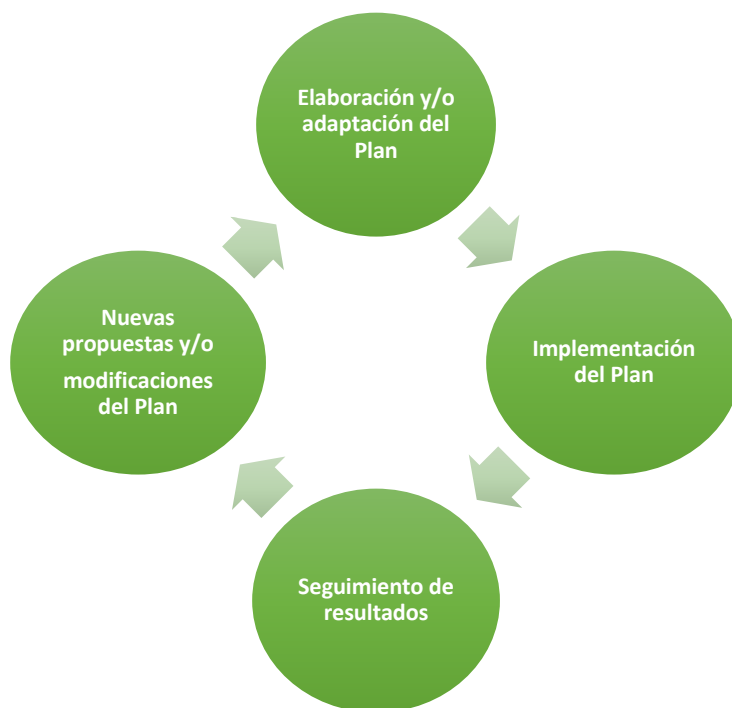 Elaboración y/o
adaptación del
Plan
Implementación
del Plan
Seguimiento de
resultados
Nuevas
propuestas y/o
modificaciones
del Plan